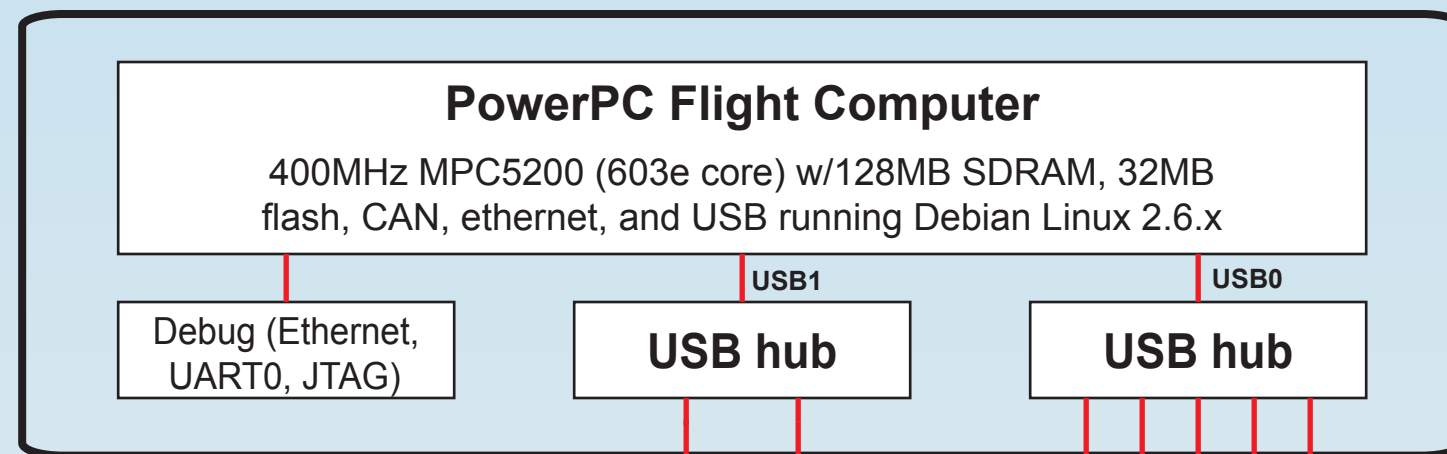 PowerPC Flight Computer
400MHz MPC5200 (603e core) w/128MB SDRAM, 32MB
flash, CAN, ethernet, and USB running Debian Linux 2.6.x
USB1
USB0
Debug (Ethernet,
UART0, JTAG)
USB hub
USB hub